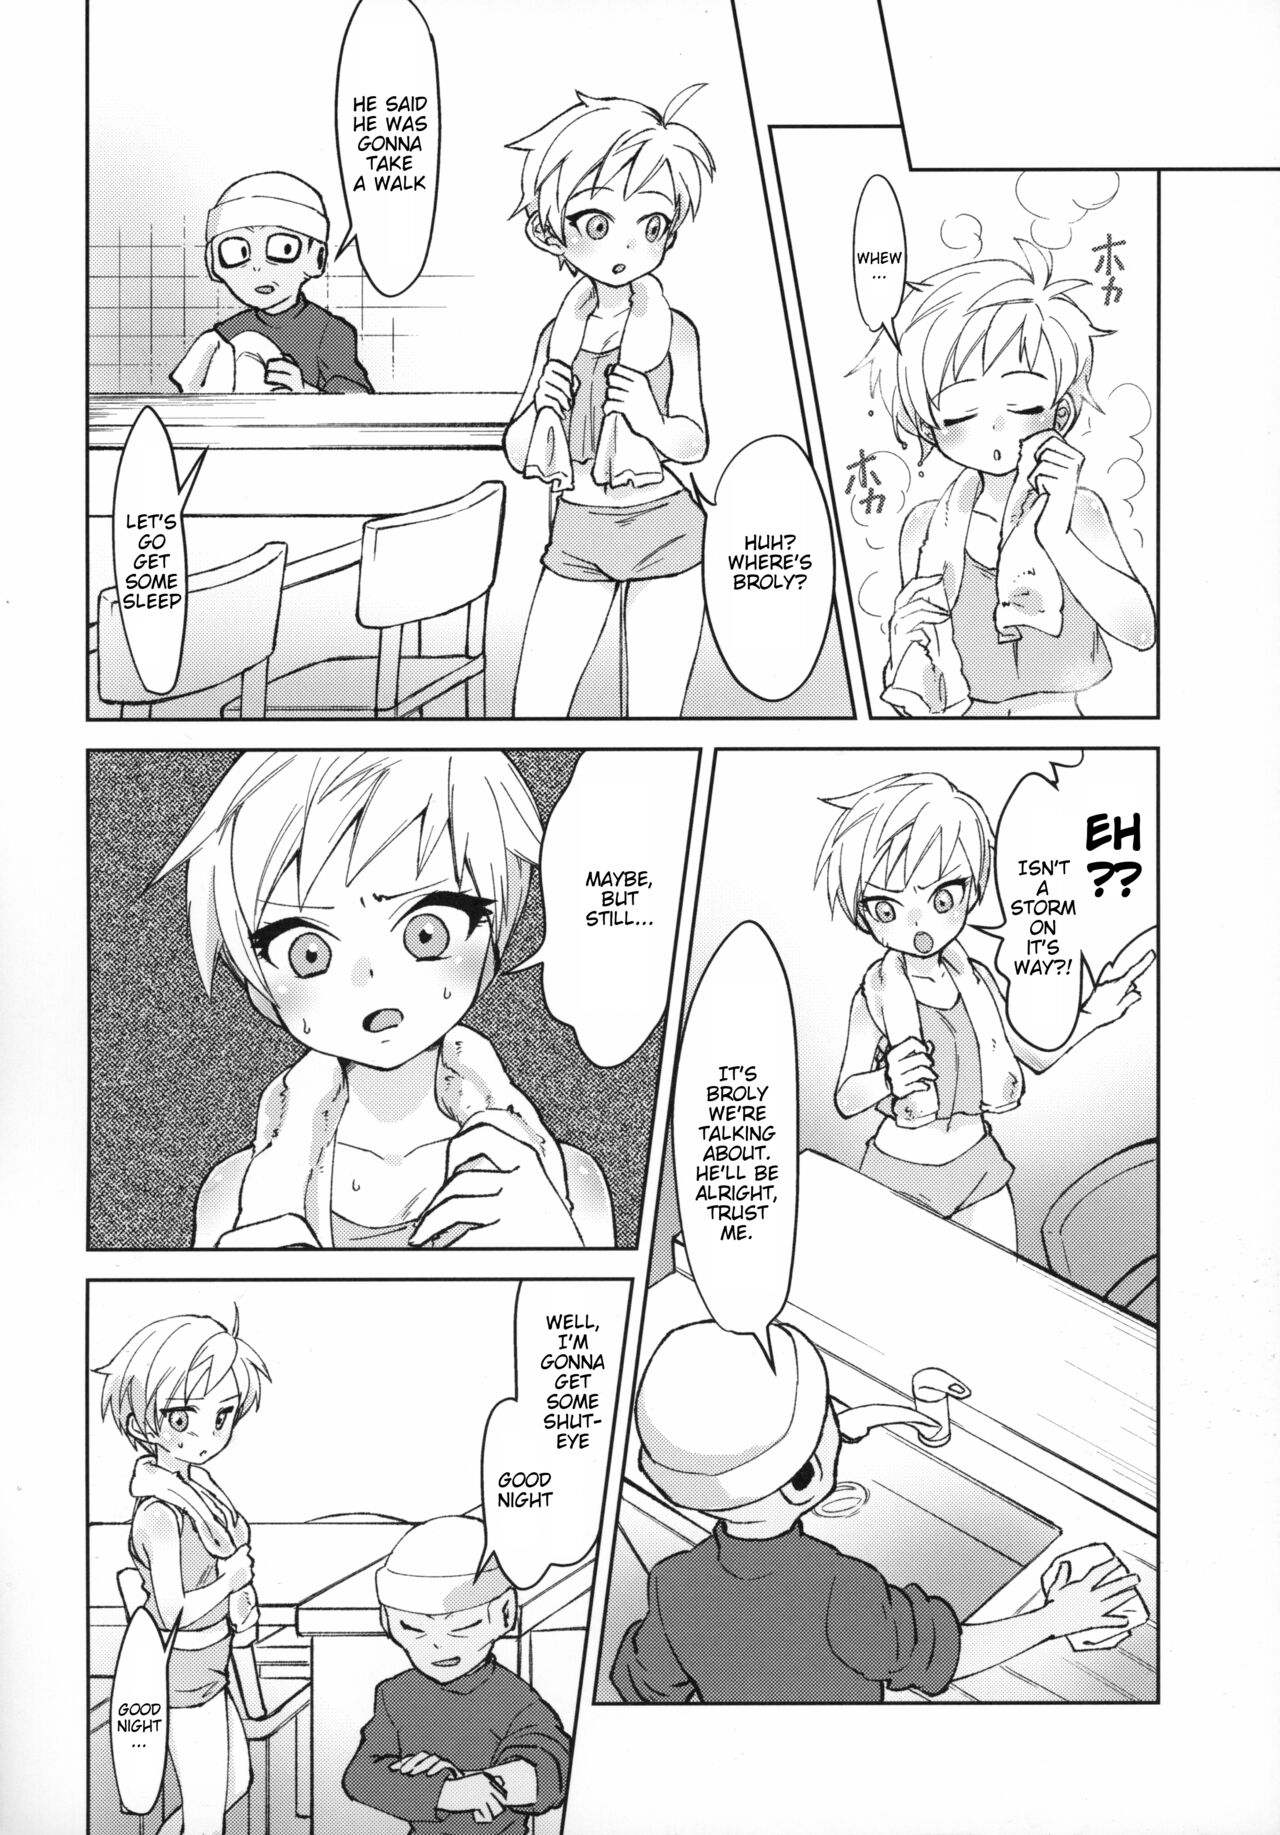 WHEW
...
ホカ
ホカ
HUH?
WHERE'S
BROLY?
HE SAID
HE WAS
GONNA
TAKE
A WALK
LET'S
GO
GET
SOME
SLEEP
EH
??
ISN'T
A
STORM
ON
IT'S
WAY?!
IT'S
BROLY
WE'RE
TALKING
ABOUT.
HE'LL BE
ALRIGHT,
TRUST
ME.
MAYBE,
BUT
STILL...
WELL,
I'M
GONNA
GET
SOME
SHUT-
EYE
GOOD
NIGHT
GOOD
NIGHT
...